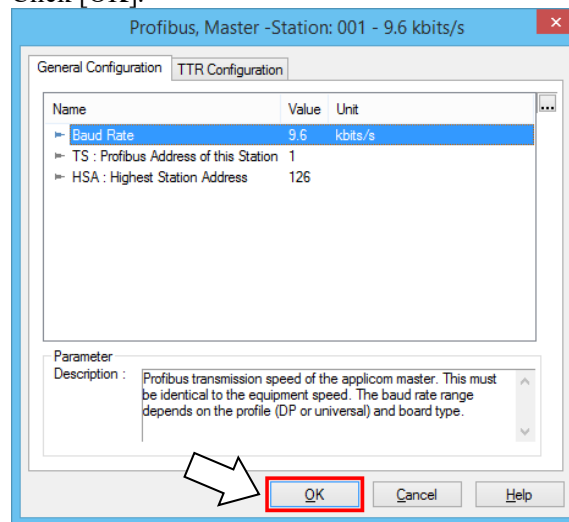 Click [OK].
Profibus, Master -Station: 001 - 9.6 kbits/s
General Configuration TTR Configuration
Name Value Unit
Baud Rate 9.6 kbits/s
TS : Profibus Address of this Station 1
HSA : Highest Station Address 126
...
Parameter
Description : Profibus transmission speed of the applicom master. This must
be identical to the equipment speed. The baud rate range
depends on the profile (DP or universal) and board type.
OK Cancel Help